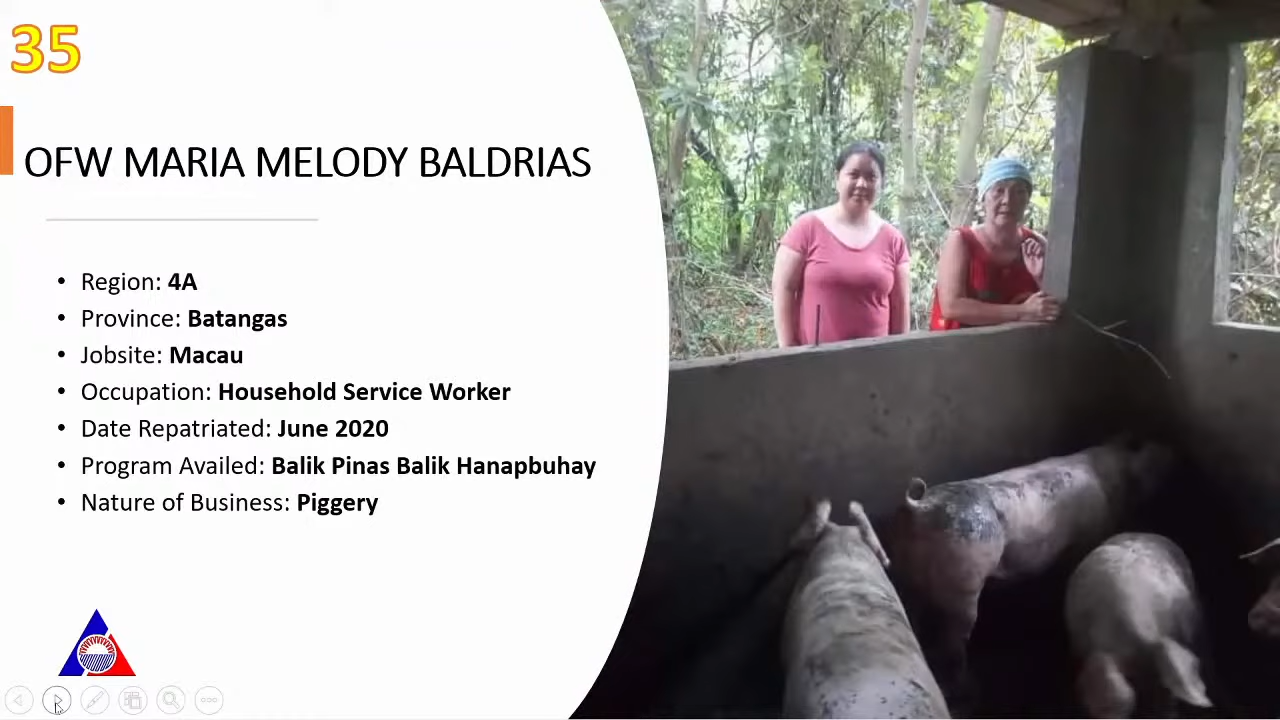 35
OFW MARIA MELODY BALDRIAS
• Region: 4A
• Province: Batangas
• Jobsite: Macau
• Occupation: Household Service Worker
• Date Repatriated: June 2020
• Program Availed: Balik Pinas Balik Hanapbuhay
• Nature of Business: Piggery